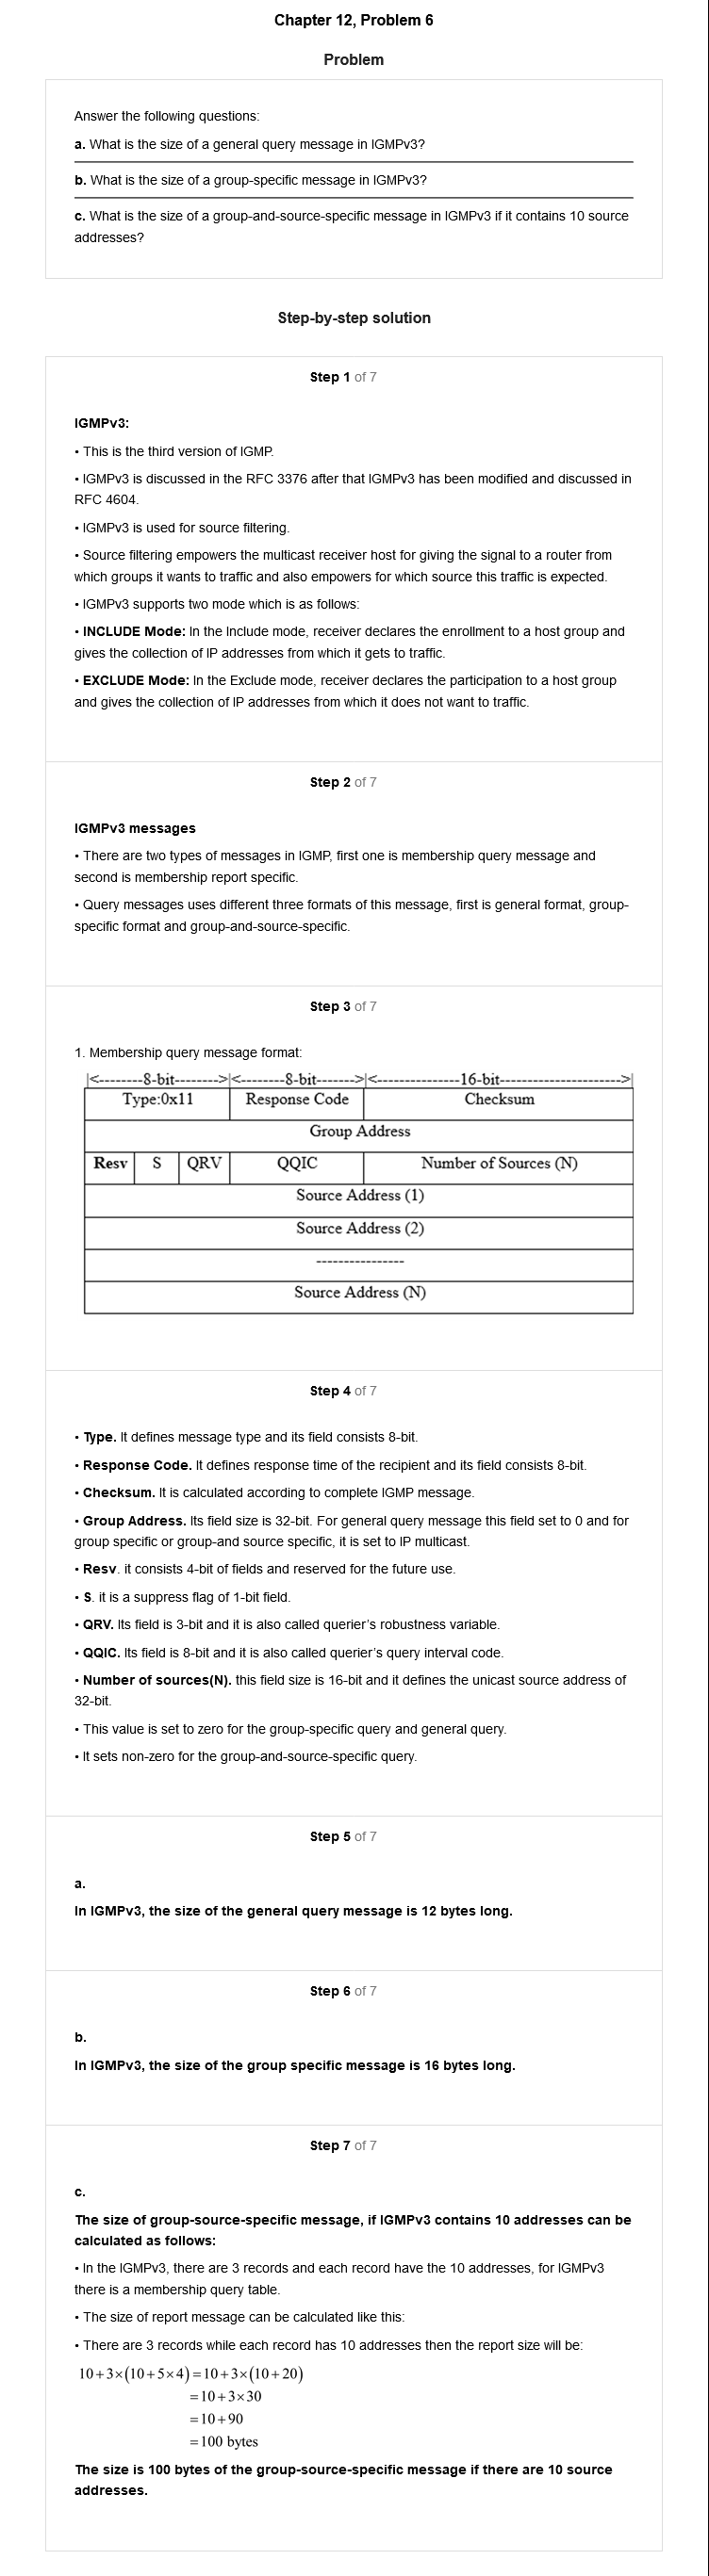 Chapter 12, Problem 6
Problem
Answer the following questions:
a. What is the size of a general query message in IGMPv3?
b. What is the size of a group-specific message in IGMPv3?
c. What is the size of a group-and-source-specific message in IGMPv3 if it contains 10 source
addresses?
Step-by-step solution
Step 1 of 7
IGMPv3:
• This is the third version of IGMP.
• IGMPv3 is discussed in the RFC 3376 after that IGMPv3 has been modified and discussed in
RFC 4604.
• IGMPv3 is used for source filtering.
• Source filtering empowers the multicast receiver host for giving the signal to a router from
which groups it wants to traffic and also empowers for which source this traffic is expected.
• IGMPv3 supports two mode which is as follows:
• INCLUDE Mode: In the Include mode, receiver declares the enrollment to a host group and
gives the collection of IP addresses from which it gets to traffic.
• EXCLUDE Mode: In the Exclude mode, receiver declares the participation to a host group
and gives the collection of IP addresses from which it does not want to traffic.
Step 2 of 7
IGMPv3 messages
• There are two types of messages in IGMP, first one is membership query message and
second is membership report specific.
• Query messages uses different three formats of this message, first is general format, group-
specific format and group-and-source-specific.
Step 3 of 7
1. Membership query message format:
|<--------8-bit-------->|<--------8-bit------->|<----------------16-bit----------------------->|
Type:0x11 Response Code Checksum
Group Address
Resv S QRV QQIC Number of Sources (N)
Source Address (1)
Source Address (2)
----------------
Source Address (N)
Step 4 of 7
• Type. It defines message type and its field consists 8-bit.
• Response Code. It defines response time of the recipient and its field consists 8-bit.
• Checksum. It is calculated according to complete IGMP message.
• Group Address. Its field size is 32-bit. For general query message this field set to 0 and for
group specific or group-and source specific, it is set to IP multicast.
• Resv. it consists 4-bit of fields and reserved for the future use.
• S. it is a suppress flag of 1-bit field.
• QRV. Its field is 3-bit and it is also called querier's robustness variable.
• QQIC. Its field is 8-bit and it is also called querier's query interval code.
• Number of sources(N). this field size is 16-bit and it defines the unicast source address of
32-bit.
• This value is set to zero for the group-specific query and general query.
• It sets non-zero for the group-and-source-specific query.
Step 5 of 7
a.
In IGMPv3, the size of the general query message is 12 bytes long.
Step 6 of 7
b.
In IGMPv3, the size of the group specific message is 16 bytes long.
Step 7 of 7
c.
The size of group-source-specific message, if IGMPv3 contains 10 addresses can be
calculated as follows:
• In the IGMPv3, there are 3 records and each record have the 10 addresses, for IGMPv3
there is a membership query table.
• The size of report message can be calculated like this:
• There are 3 records while each record has 10 addresses then the report size will be:
10+3×(10+5×4)=10+3×(10+20)
=10+3×30
=10+90
=100 bytes
The size is 100 bytes of the group-source-specific message if there are 10 source
addresses.